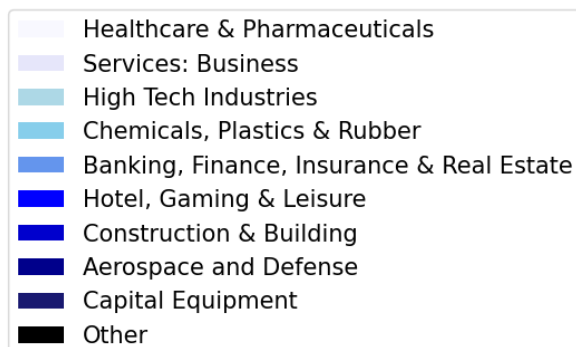 Healthcare & Pharmaceuticals
Services: Business
High Tech Industries
Chemicals, Plastics & Rubber
Banking, Finance, Insurance & Real Estate
Hotel, Gaming & Leisure
Construction & Building
Aerospace and Defense
Capital Equipment
Other